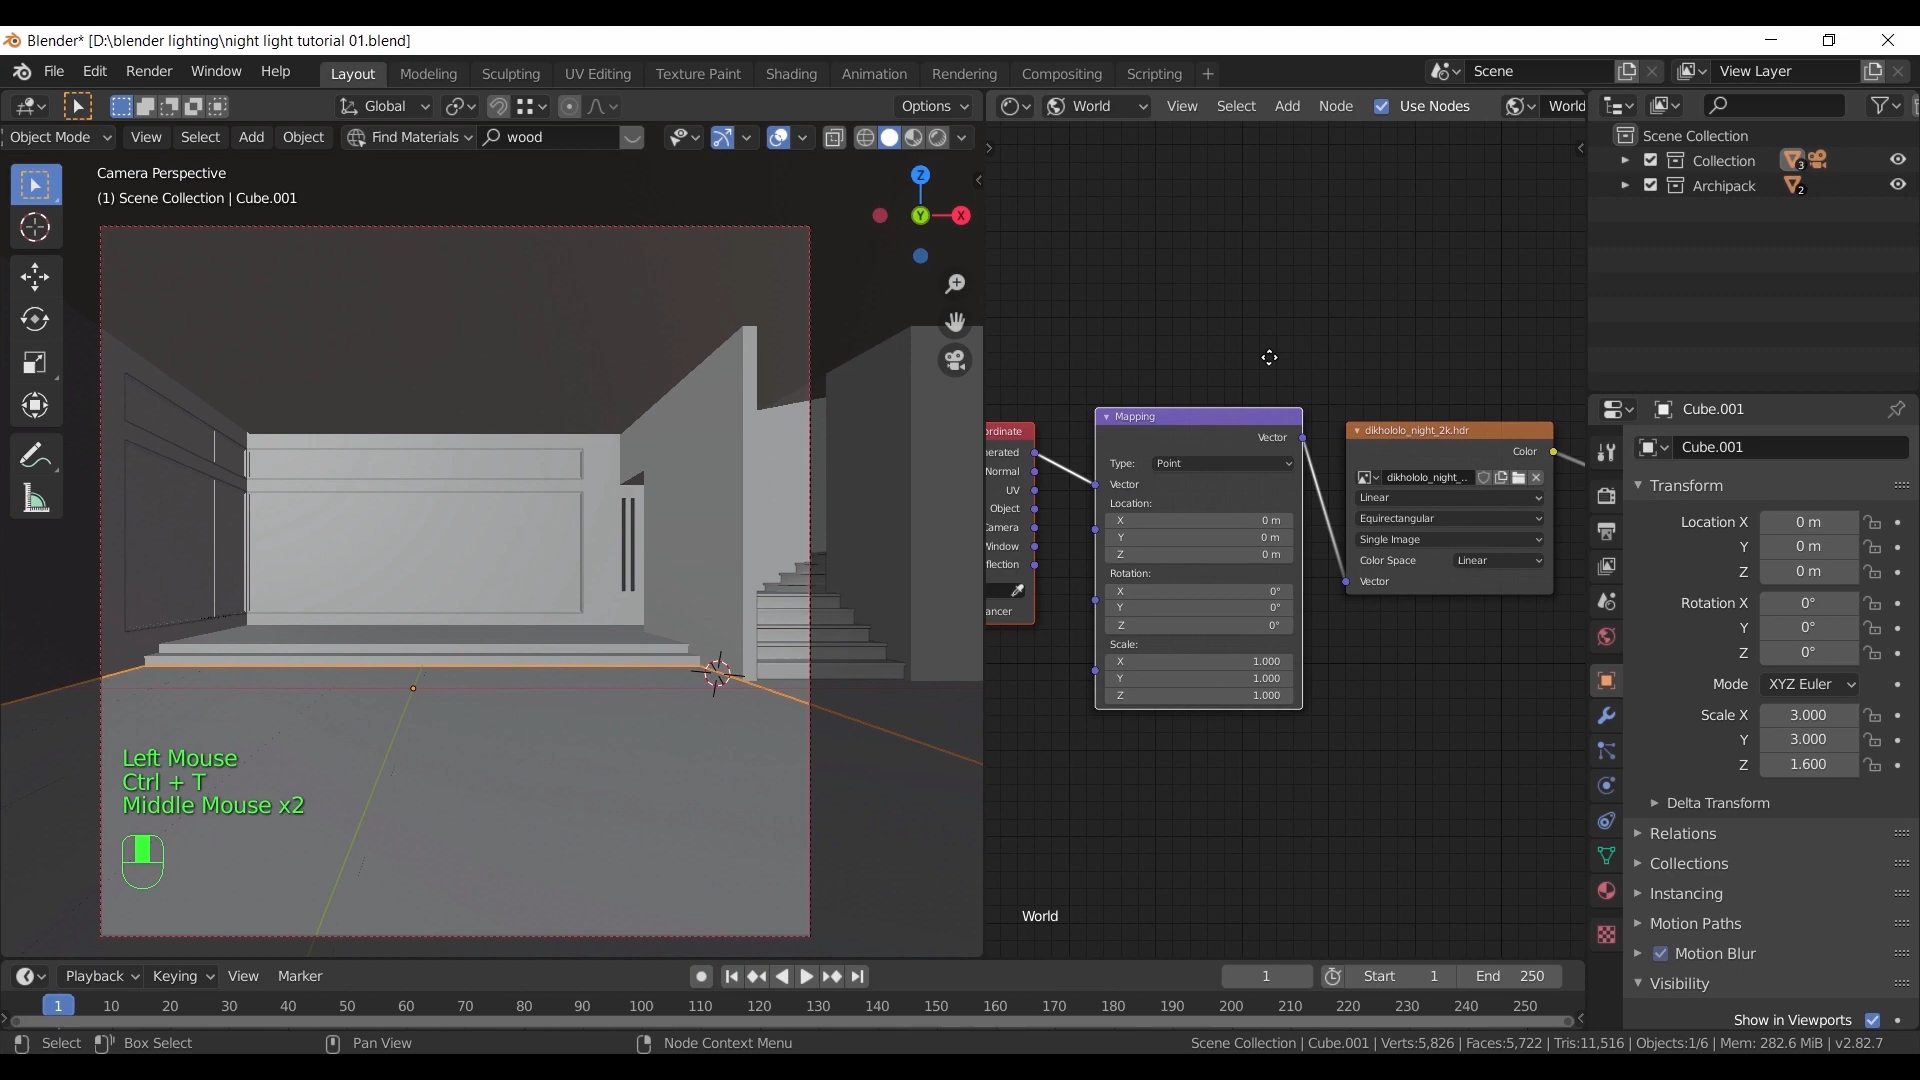 Blender* [D:\blender lighting\night light tutorial 01.blend]
File Edit Render Window Help Layout Modeling Sculpting UV Editing Texture Paint Shading Animation Rendering Compositing Scripting + Scene View Layer
Global Options World View Select Add Node Use Nodes World
Object Mode View Select Add Object Find Materials wood
Scene Collection
Collection 3
Archipack 2
Camera Perspective
(1) Scene Collection | Cube.001
Z
Y X
ordinate
nerated
Normal
UV
Object
Camera
Window
flection
ancer
Mapping
Vector
Type: Point
Vector
Location:
X 0 m
Y 0 m
Z 0 m
Rotation:
X 0°
Y 0°
Z 0°
Scale:
X 1.000
Y 1.000
Z 1.000
dikhololo_night_2k.hdr
Color
dikhololo_night_..
Linear
Equirectangular
Single Image
Color Space Linear
Vector
World
Cube.001
Cube.001
Transform
Location X 0 m
Y 0 m
Z 0 m
Rotation X 0°
Y 0°
Z 0°
Mode XYZ Euler
Scale X 3.000
Y 3.000
Z 1.600
Delta Transform
Relations
Collections
Instancing
Motion Paths
Motion Blur
Visibility
Show in Viewports
Left Mouse
Ctrl + T
Middle Mouse x2
Playback Keying View Marker 1 Start 1 End 250
1 10 20 30 40 50 60 70 80 90 100 110 120 130 140 150 160 170 180 190 200 210 220 230 240 250
Select Box Select Pan View Node Context Menu Scene Collection | Cube.001 | Verts:5,826 | Faces:5,722 | Tris:11,516 | Objects:1/6 | Mem: 282.6 MiB | v2.82.7